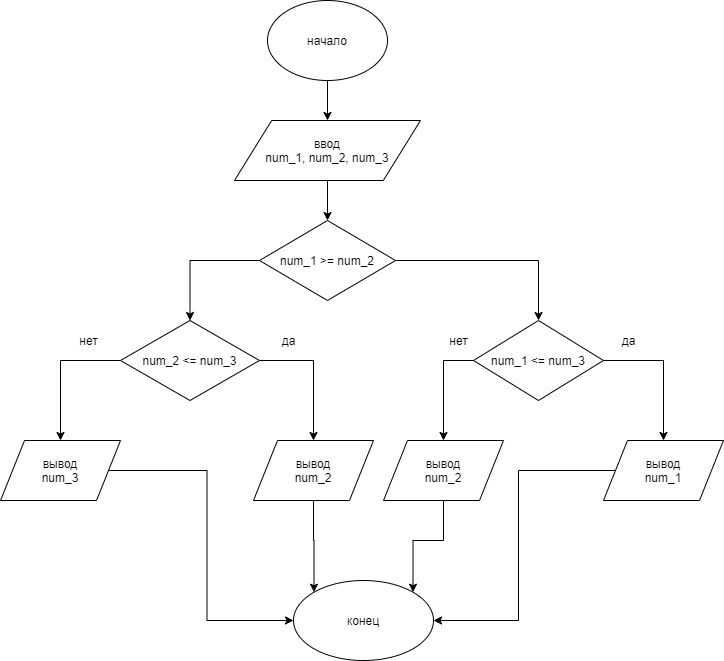 начало
ввод
num_1, num_2, num_3
num_1 >= num_2
нет
да
нет
да
num_2 <= num_3
num_1 <= num_3
вывод
num_3
вывод
num_2
вывод
num_2
вывод
num_1
конец